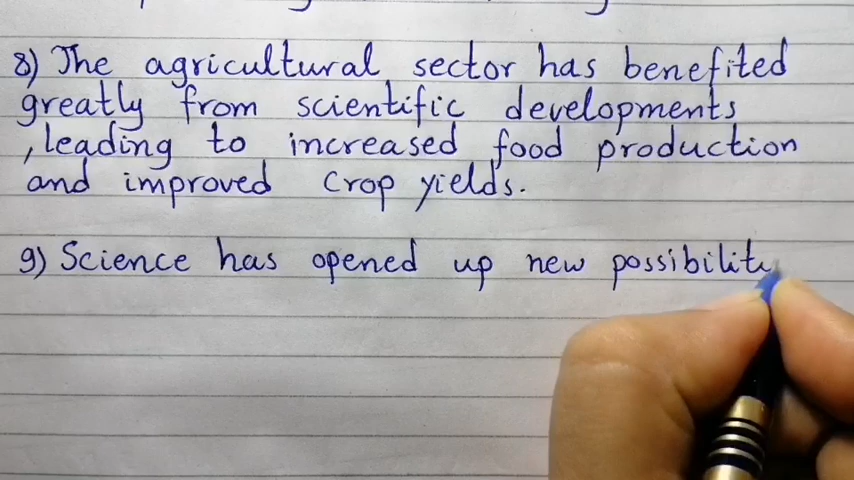 8) The agricultural sector has benefited
greatly from scientific developments
,leading to increased food production
and improved crop yields.
9) Science has opened up new possibilit